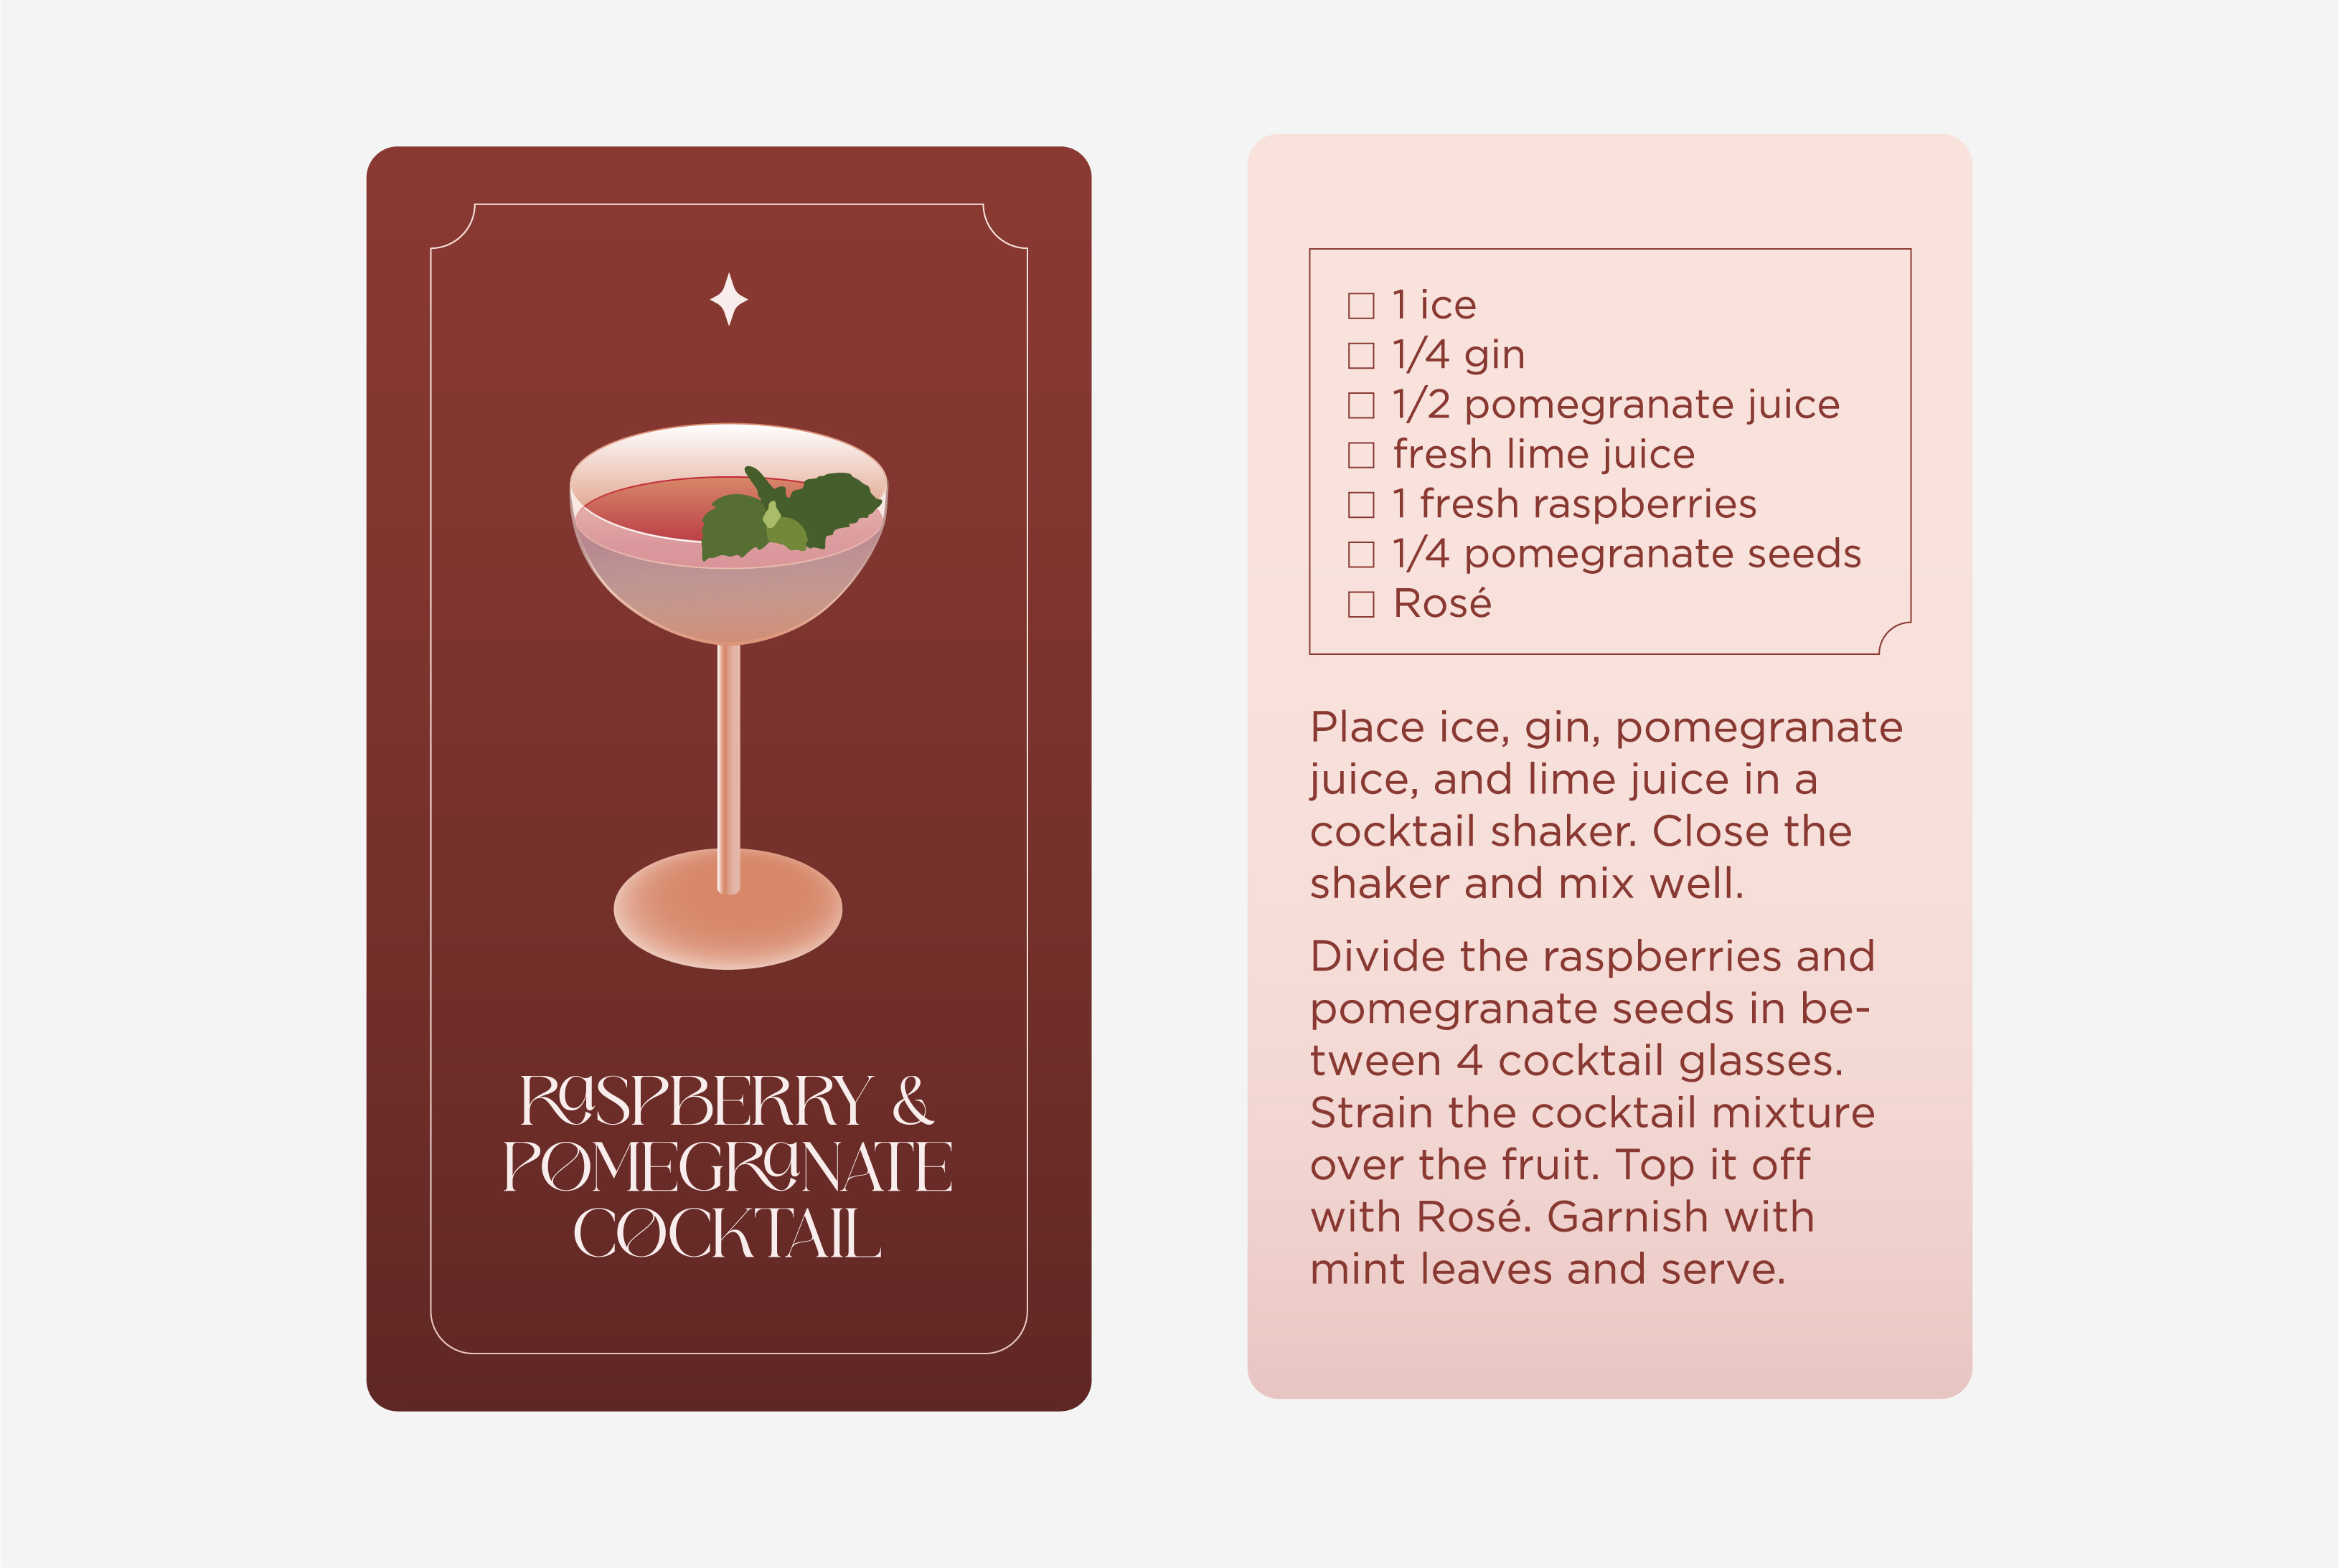 RaSPBERRY &
POMEGRaNATE
COCKTAIL
1 ice
1/4 gin
1/2 pomegranate juice
fresh lime juice
1 fresh raspberries
1/4 pomegranate seeds
Rosé
Place ice, gin, pomegranate
juice, and lime juice in a
cocktail shaker. Close the
shaker and mix well.
Divide the raspberries and
pomegranate seeds in be-
tween 4 cocktail glasses.
Strain the cocktail mixture
over the fruit. Top it off
with Rosé. Garnish with
mint leaves and serve.